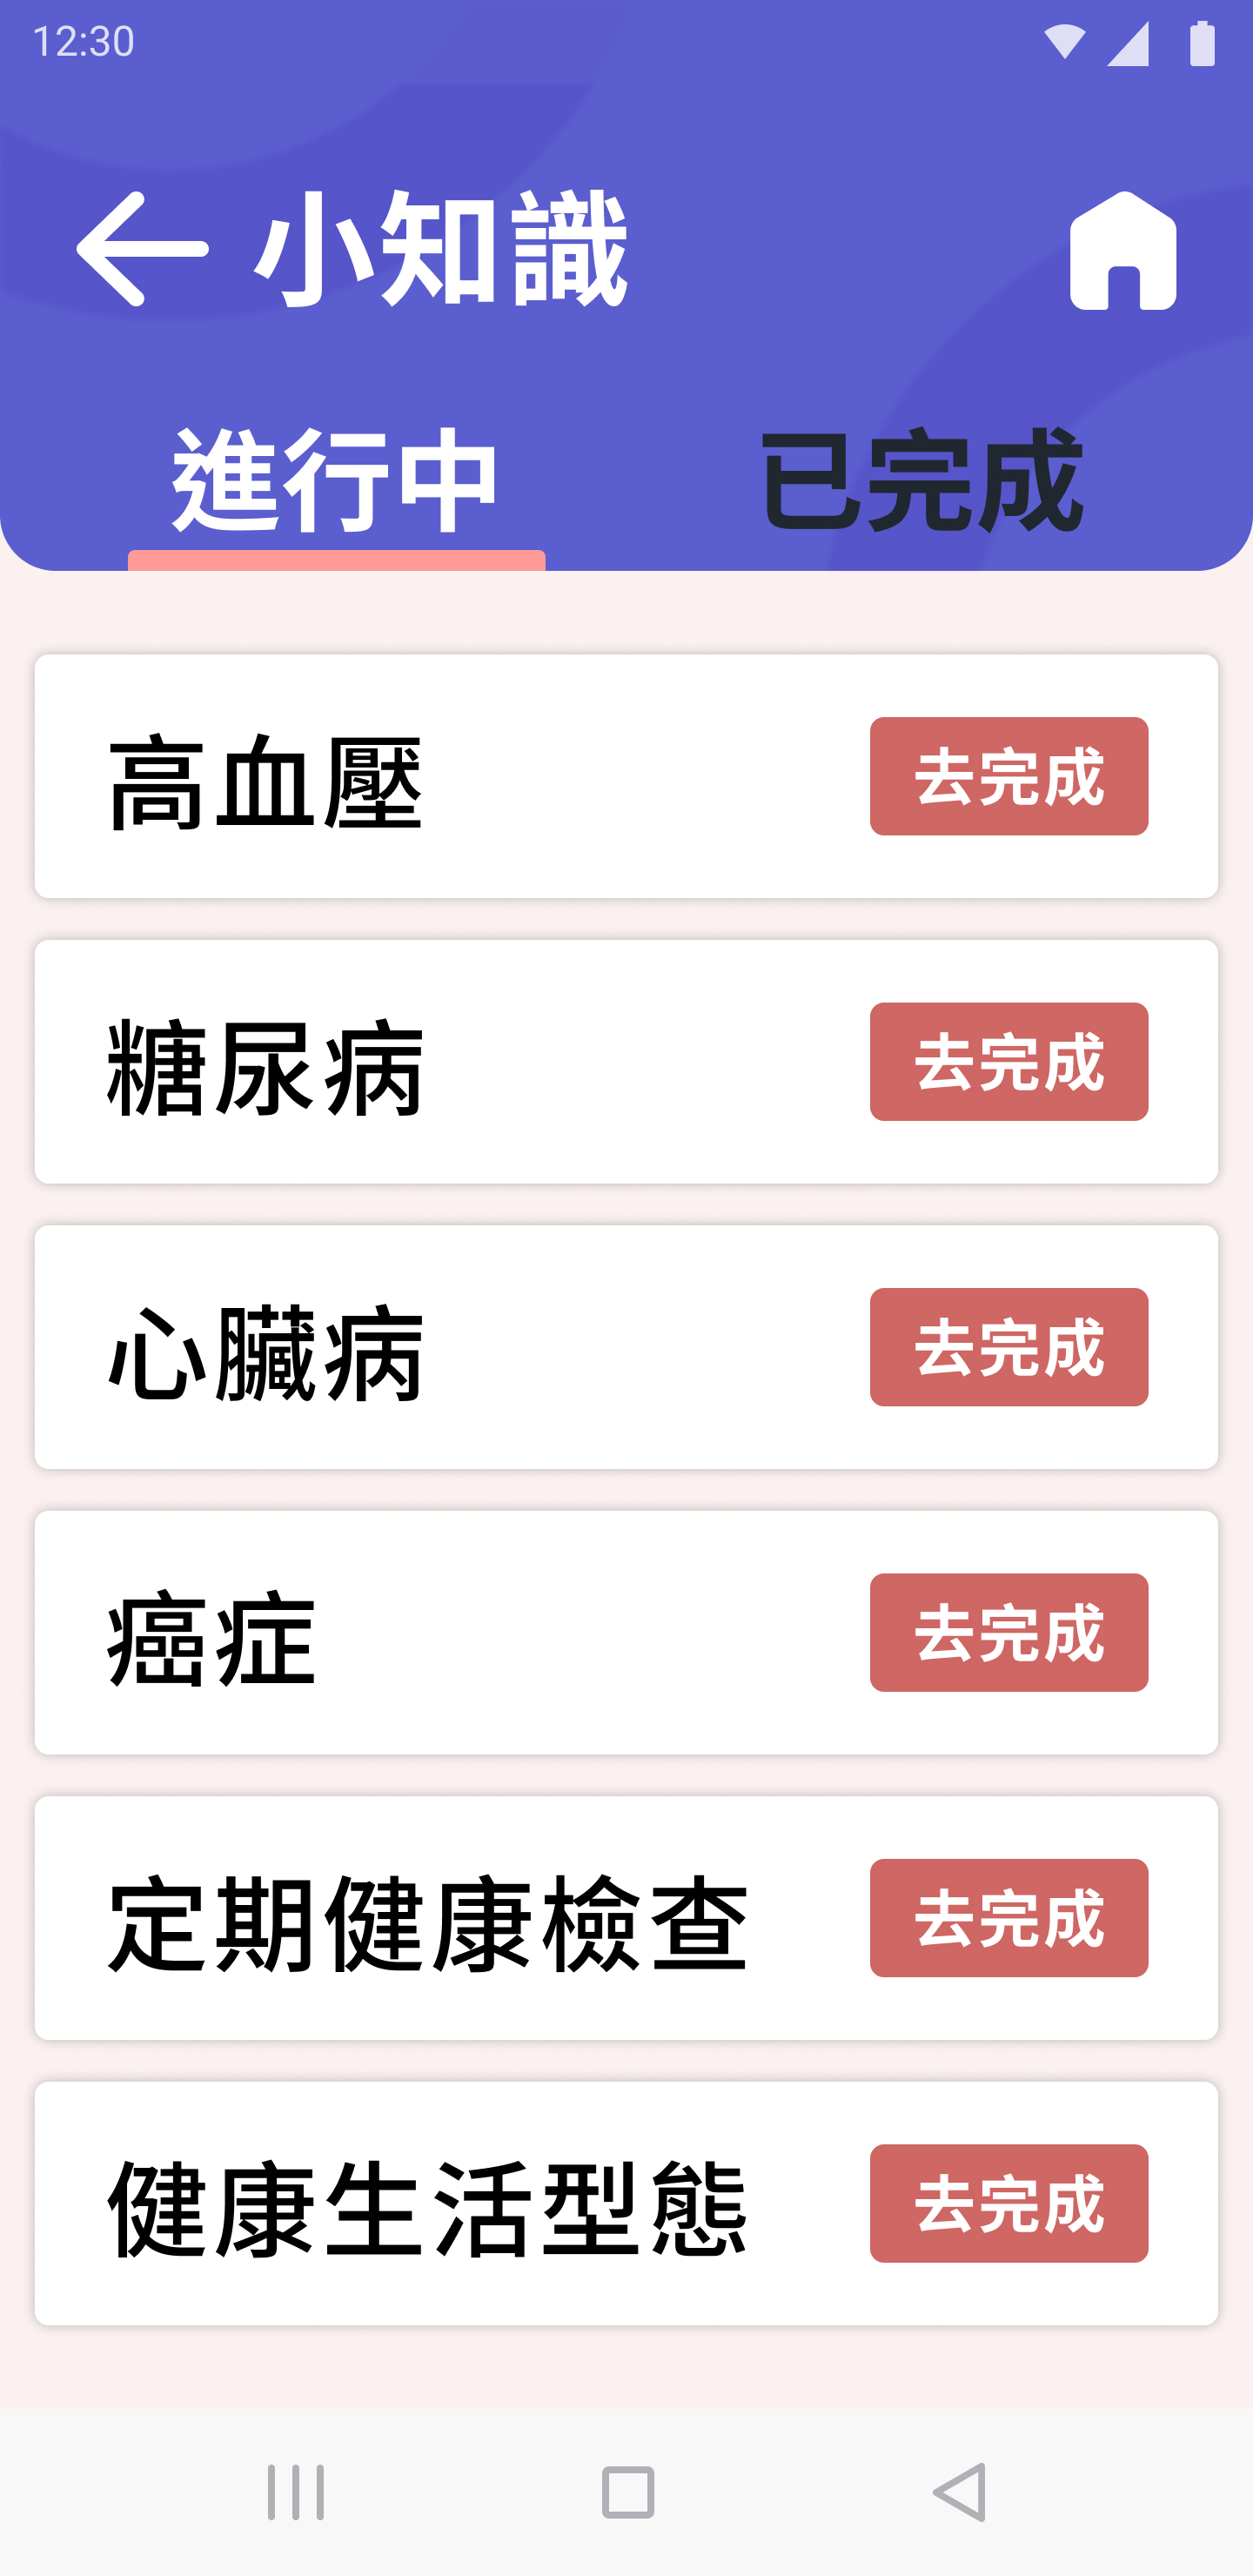 12:30
小知識
進行中 已完成
高血壓 去完成
糖尿病 去完成
心臟病 去完成
癌症 去完成
定期健康檢查 去完成
健康生活型態 去完成